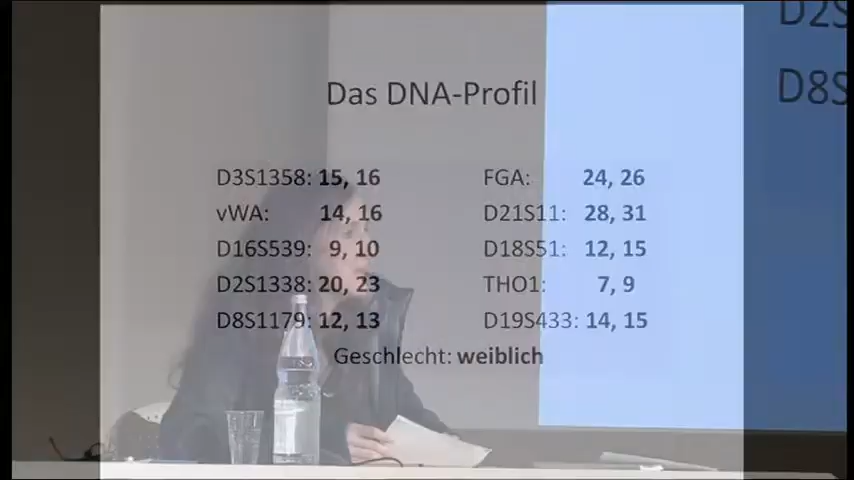 Das DNA-Profil
D3S1358: 15, 16 FGA: 24, 26
vWA: 14, 16 D21S11: 28, 31
D16S539: 9, 10 D18S51: 12, 15
D2S1338: 20, 23 THO1: 7, 9
D8S1179: 12, 13 D19S433: 14, 15
Geschlecht: weiblich
D2S
D8S